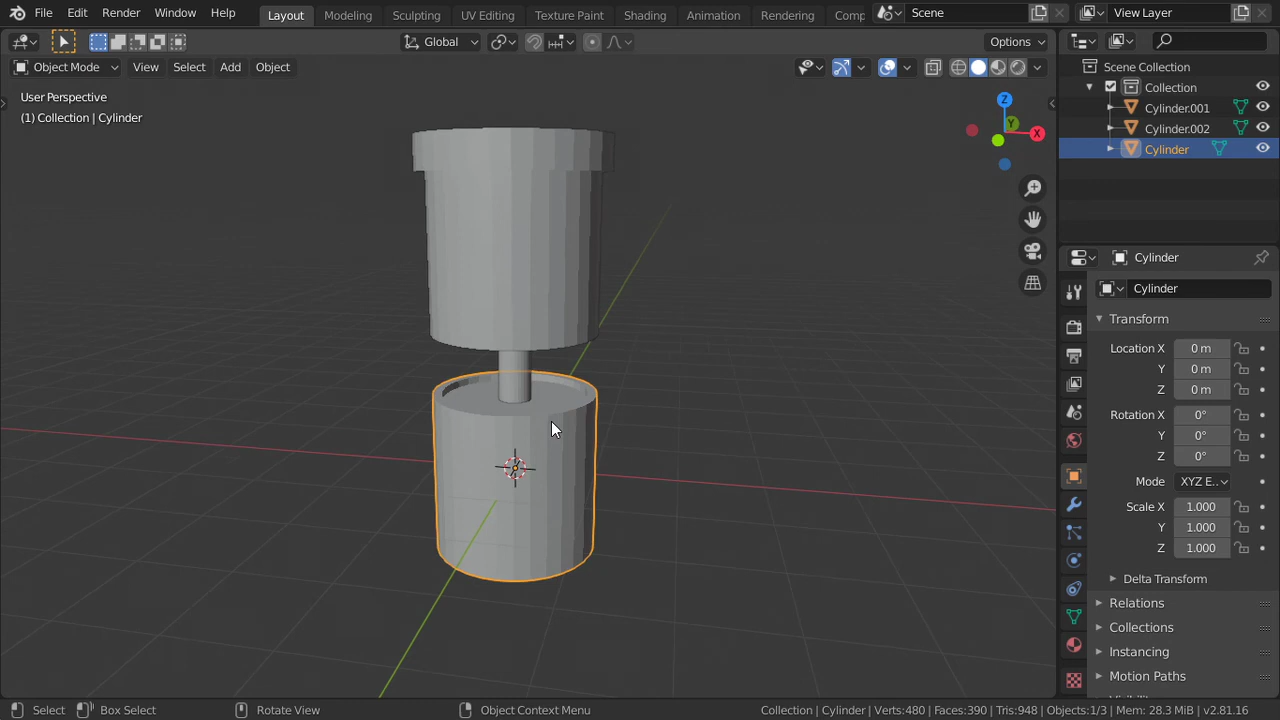 File Edit Render Window Help Layout Modeling Sculpting UV Editing Texture Paint Shading Animation Rendering Scene View Layer
Global Options
Object Mode View Select Add Object
User Perspective
(1) Collection | Cylinder
Z
Y
X
Scene Collection
Collection
Cylinder.001
Cylinder.002
Cylinder
Cylinder
Cylinder
Transform
Location X 0 m
Y 0 m
Z 0 m
Rotation X 0°
Y 0°
Z 0°
Mode XYZ E..
Scale X 1.000
Y 1.000
Z 1.000
Delta Transform
Relations
Collections
Instancing
Motion Paths
Select Box Select Rotate View Object Context Menu Collection | Cylinder | Verts:480 | Faces:390 | Tris:948 | Objects:1/3 | Mem: 28.3 MiB | v2.81.16